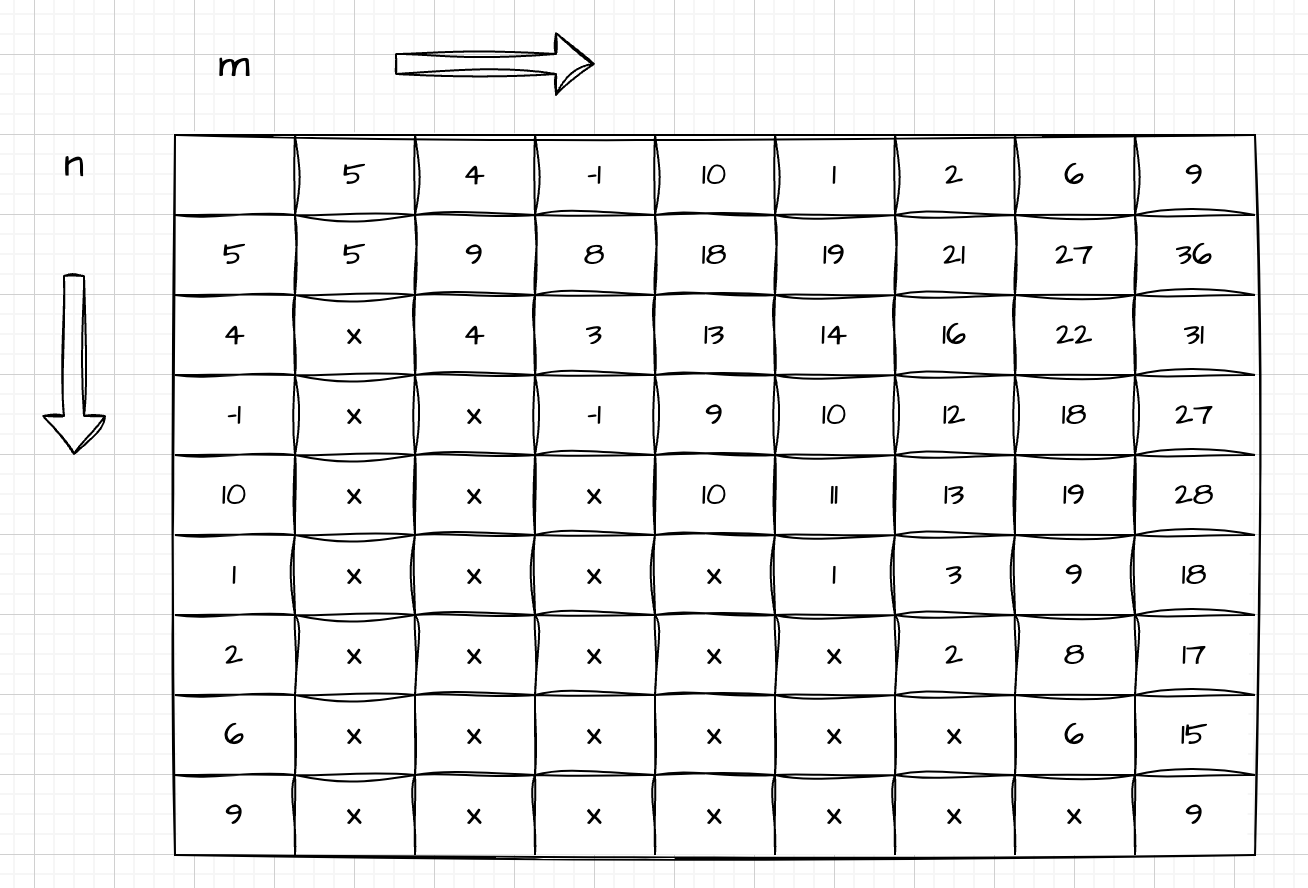 m
n
5 4 -1 10 1 2 6 9
5 5 9 8 18 19 21 27 36
4 x 4 3 13 14 16 22 31
-1 x x -1 9 10 12 18 27
10 x x x 10 11 13 19 28
1 x x x x 1 3 9 18
2 x x x x x 2 8 17
6 x x x x x x 6 15
9 x x x x x x x 9